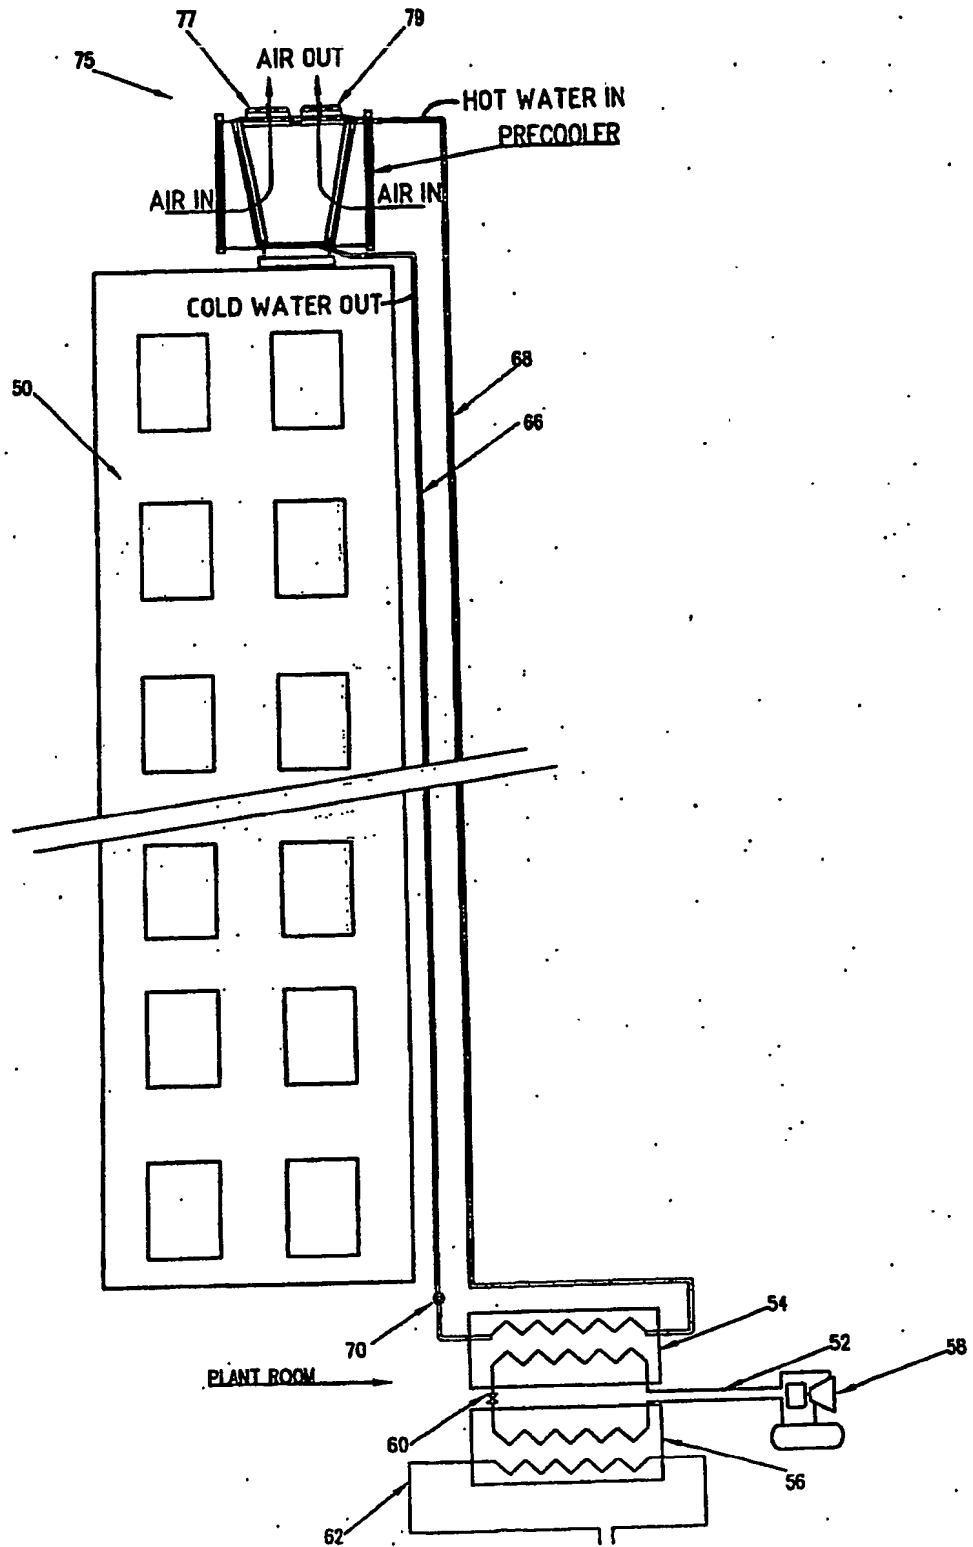 77
79
AIR OUT
75
HOT WATER IN
PRECOOLER
AIR IN
AIR IN
COLD WATER OUT
68
50
66
54
70
52
58
PLANT ROOM
60
56
62